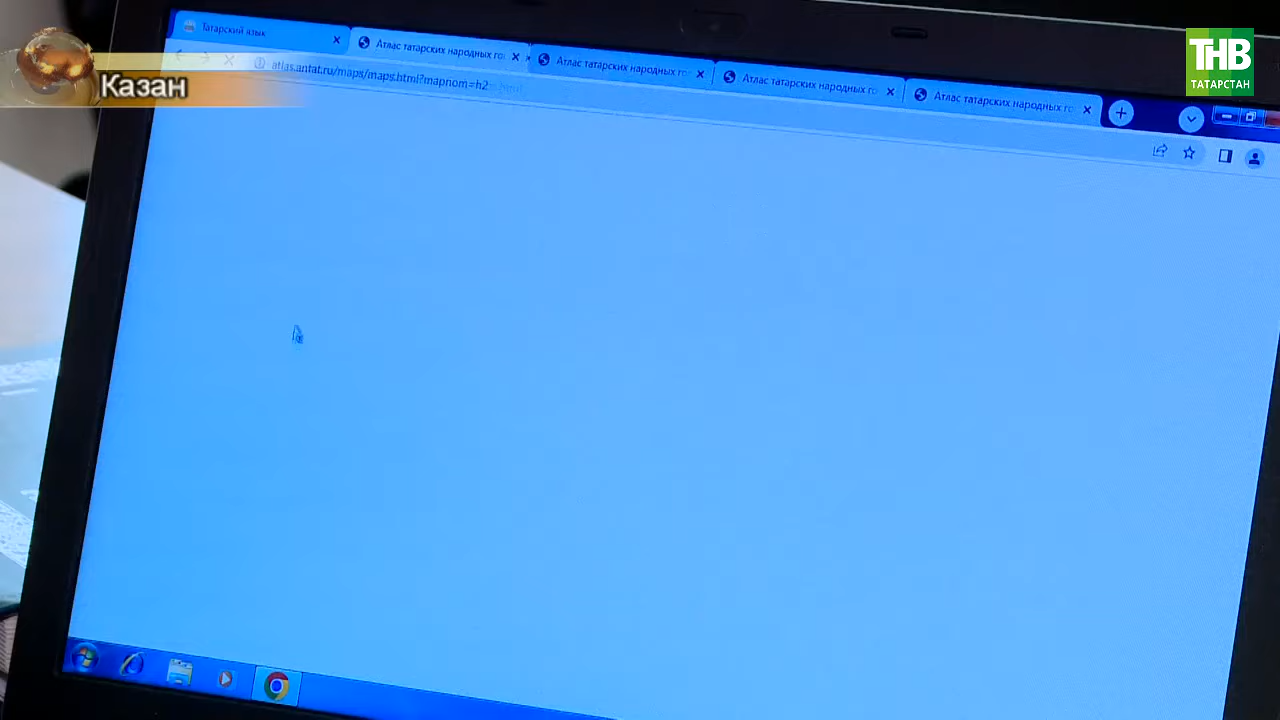 Татарский язык
Атлас татарских народных го
Атлас татарских народных го
Атлас татарских народных го
Атлас татарских народных го
atlas.antat.ru/maps/maps.html?mapnom=h2
Казан
ТНВ
ТАТАРСТАН